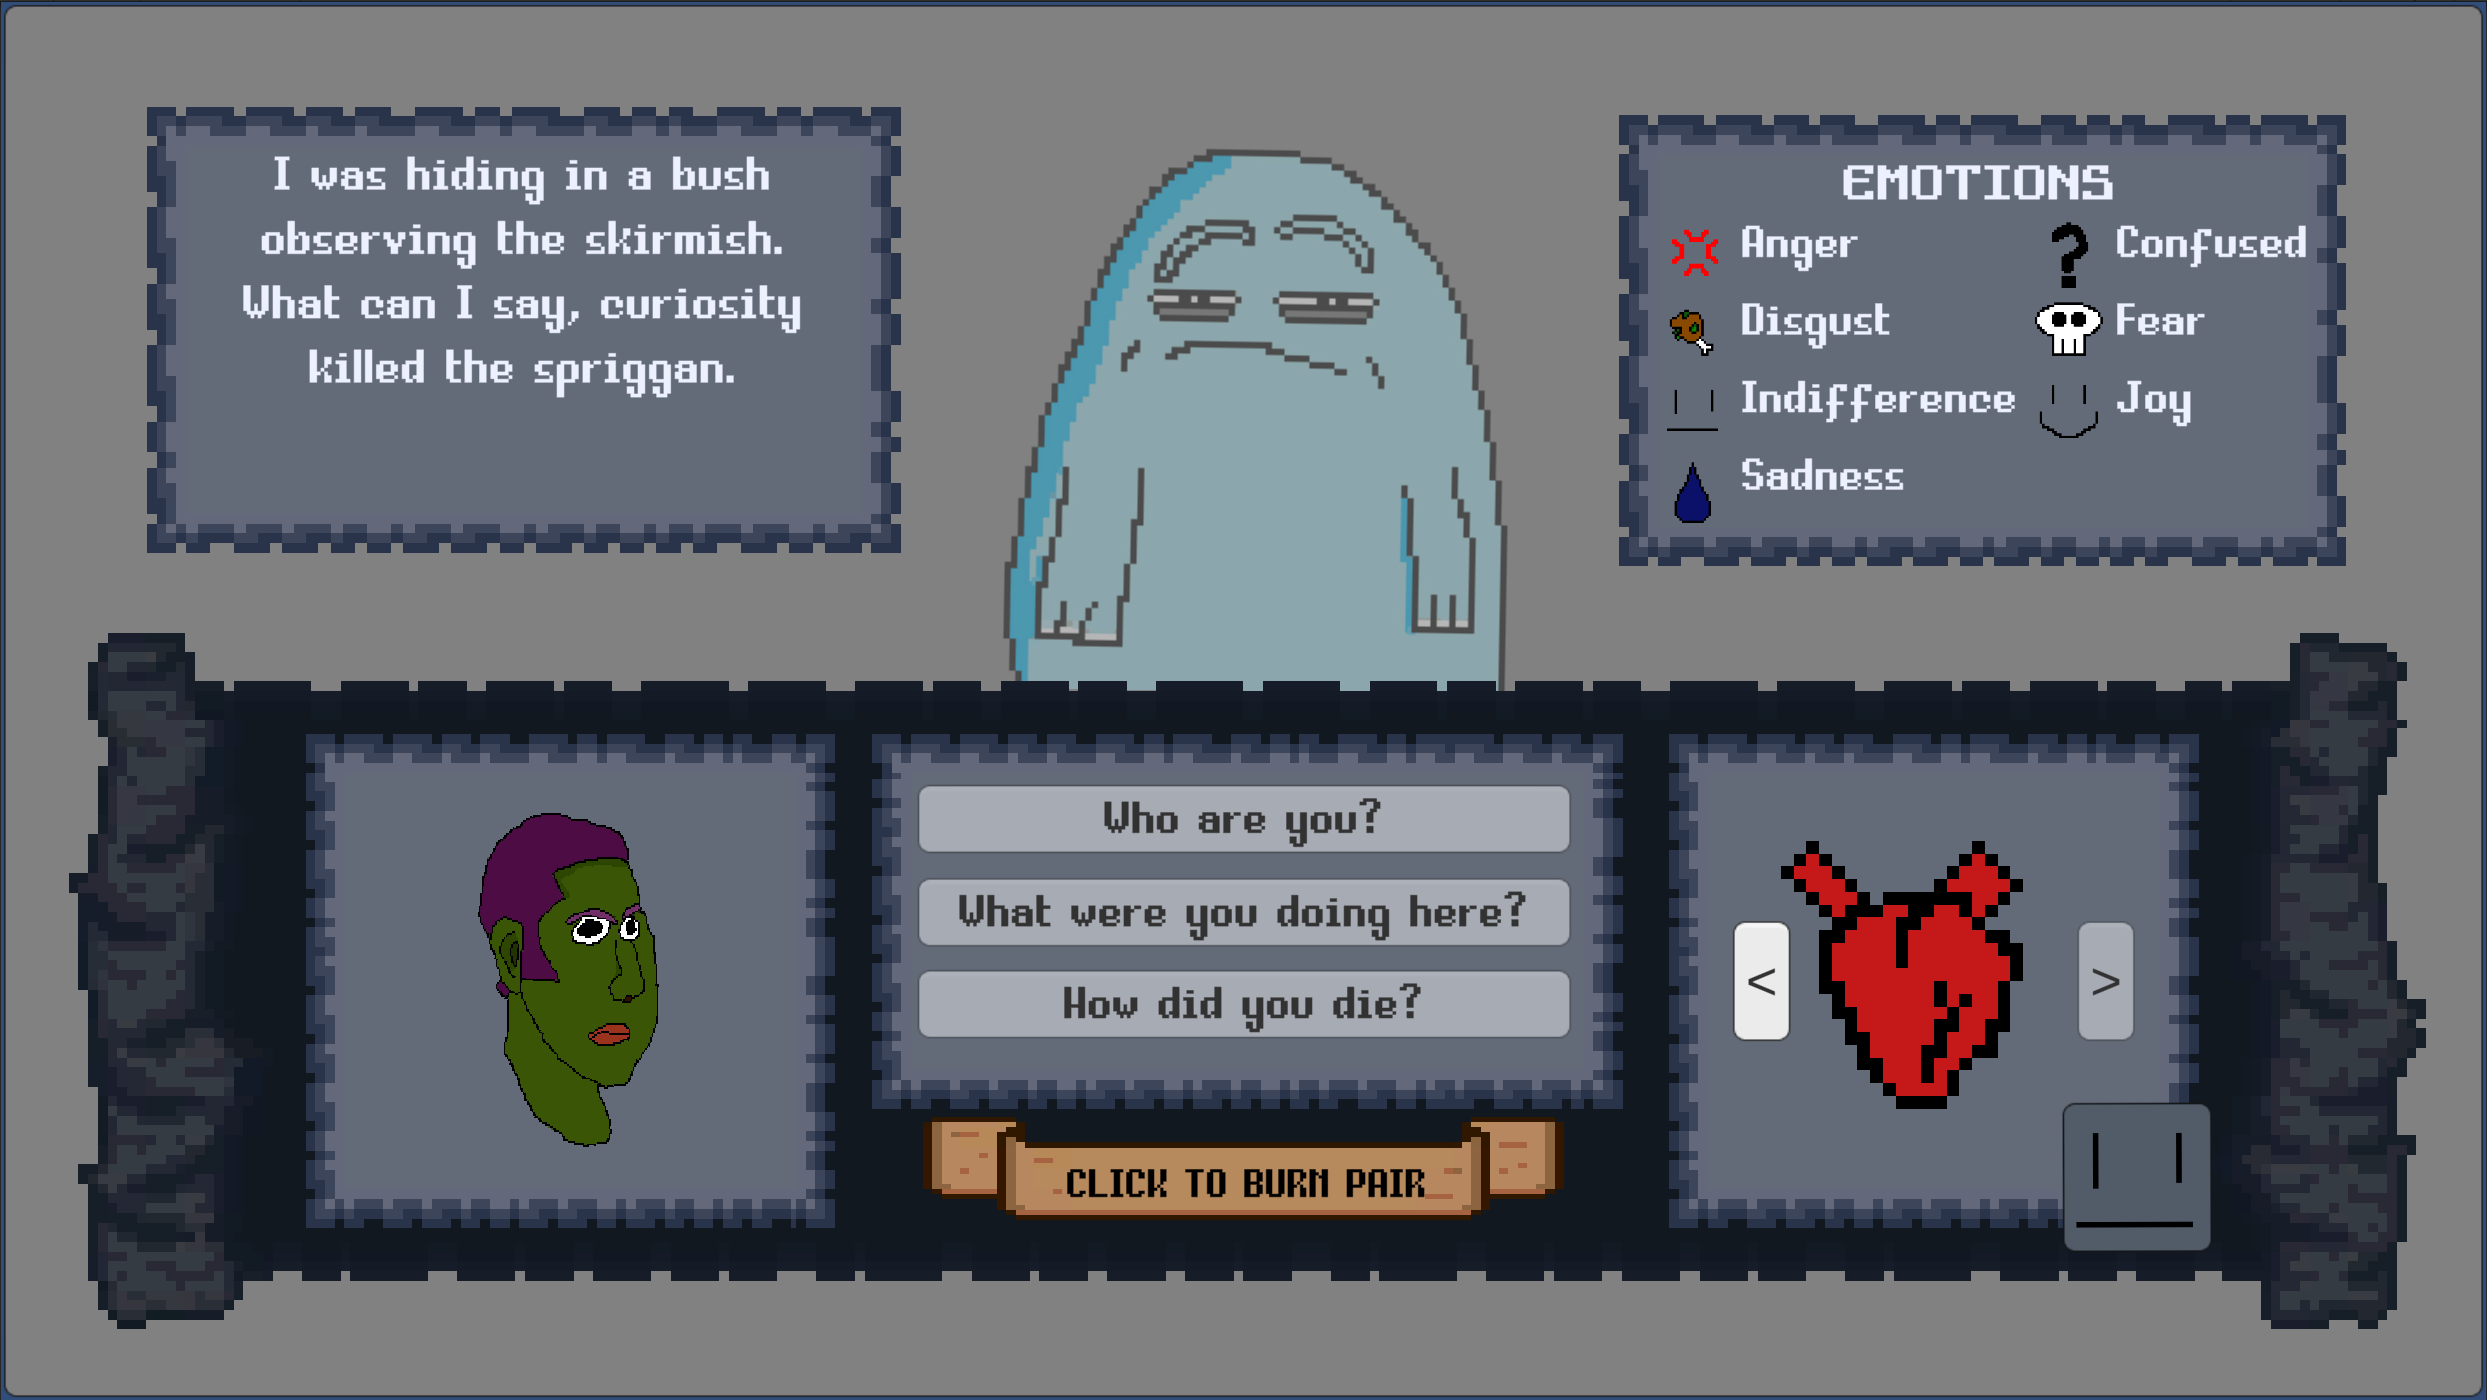 I was hiding in a bush
observing the skirmish.
What can I say, curiosity
killed the spriggan.
EMOTIONS
Anger
Confused
Disgust
Fear
Indifference
Joy
Sadness
Who are you?
What were you doing here?
How did you die?
<
>
CLICK TO BURN PAIR